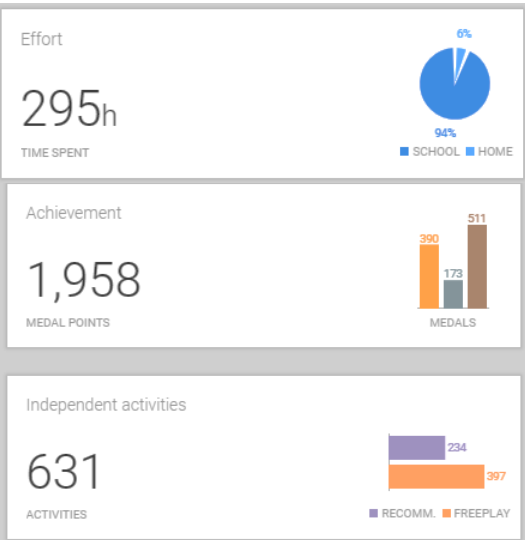 Effort
6%
295h
94%
TIME SPENT
SCHOOL HOME
Achievement
511
390
1,958
173
MEDAL POINTS
MEDALS
Independent activities
234
631
397
ACTIVITIES
RECOMM. FREEPLAY